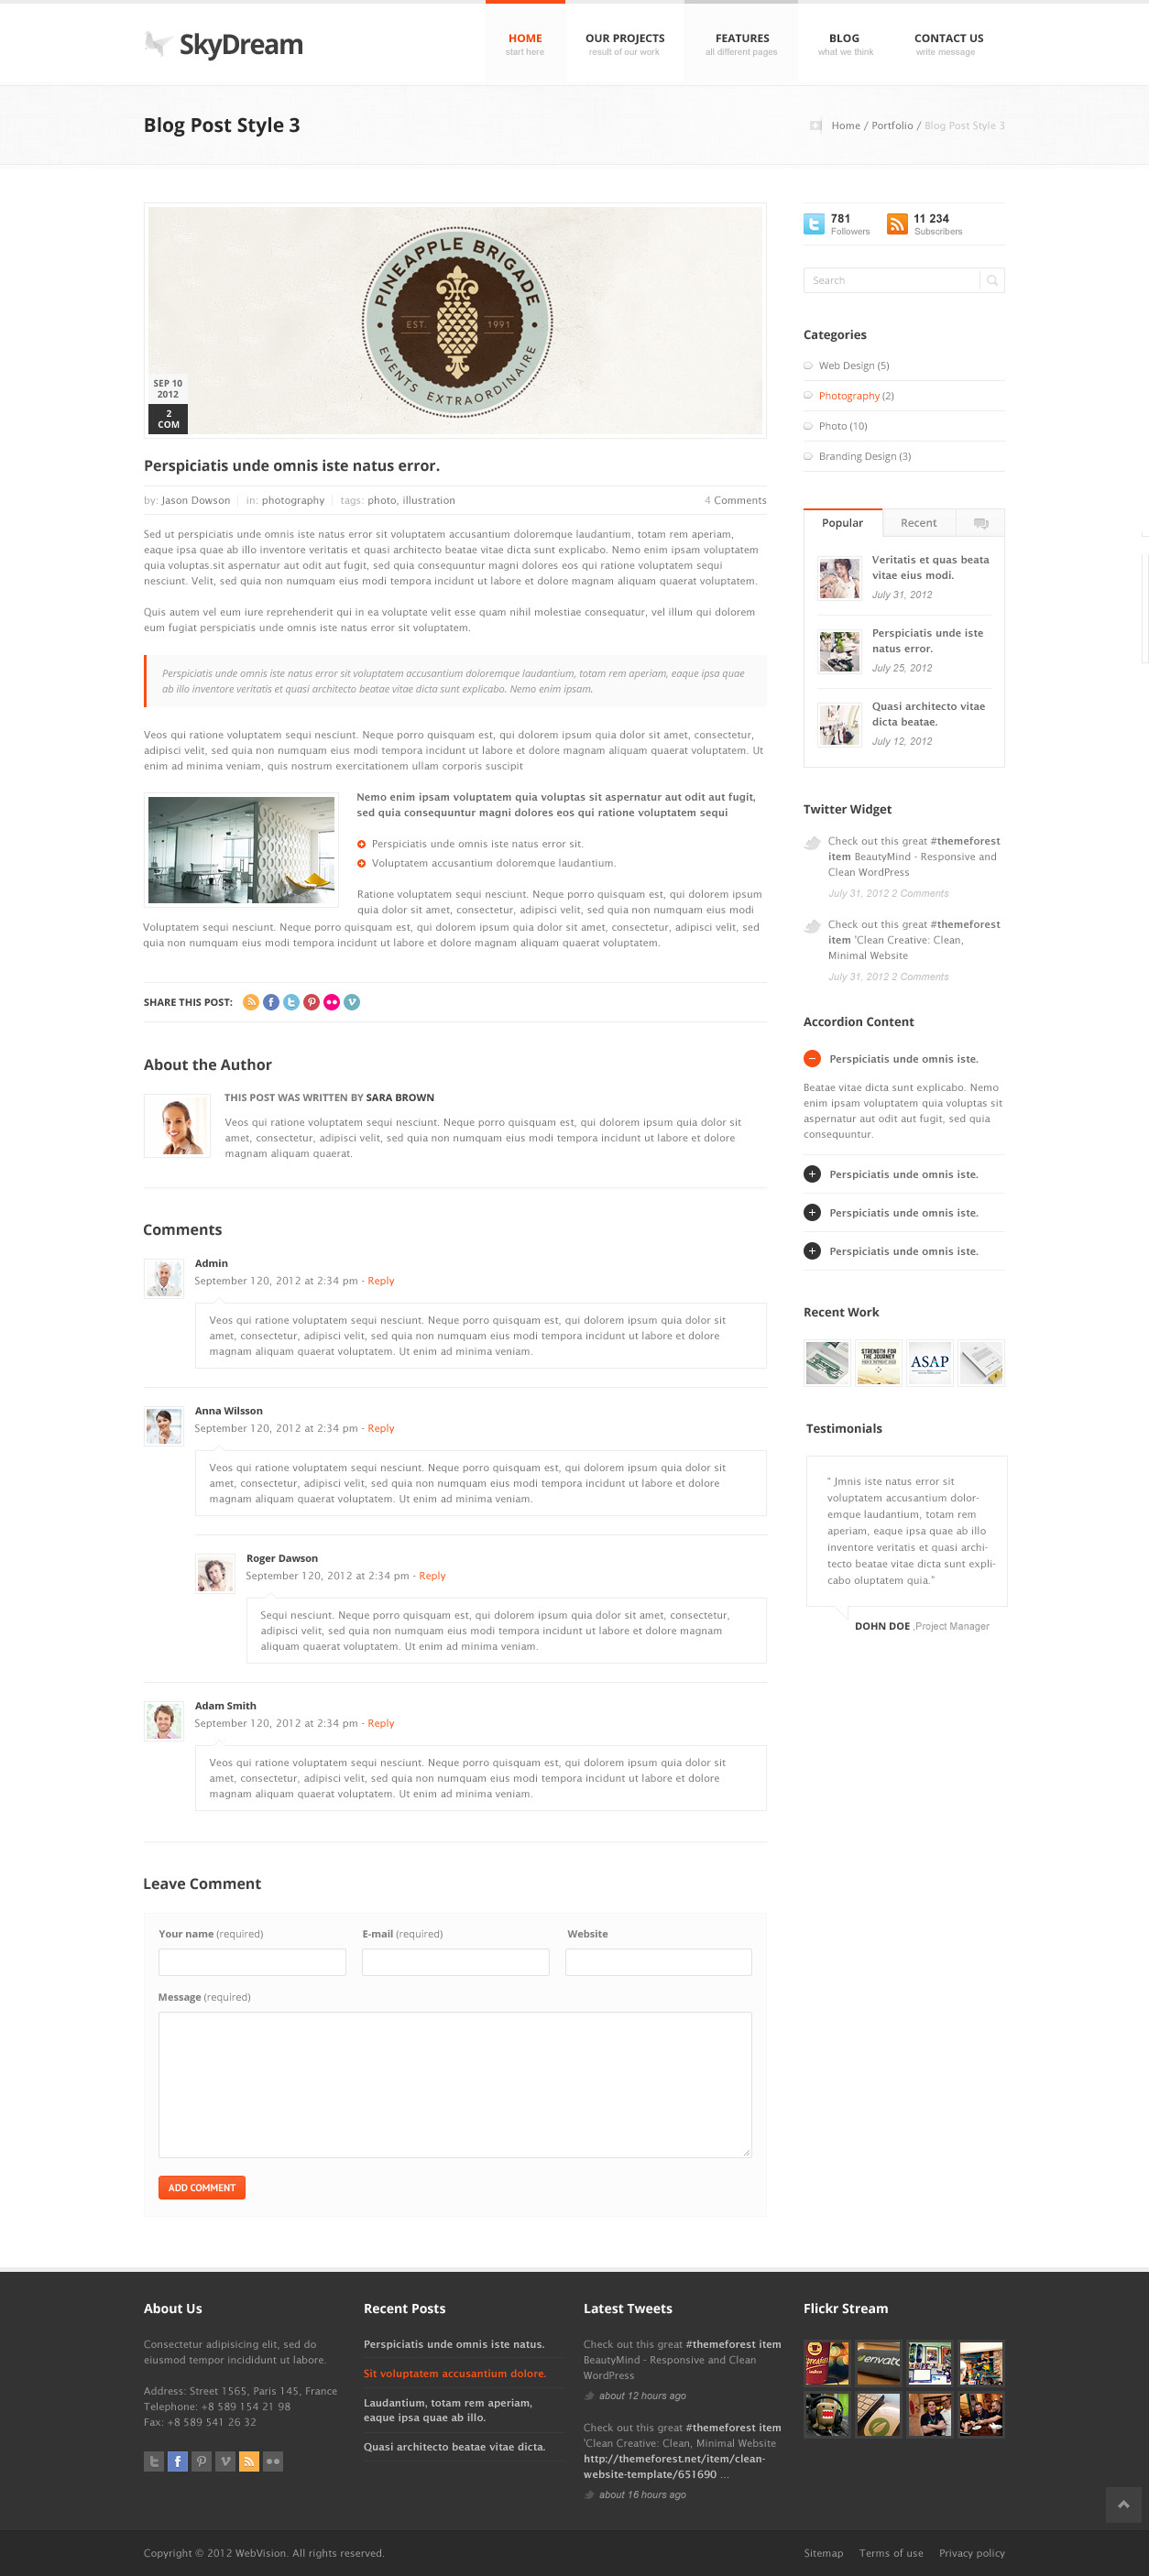 SkyDream
HOME
start here
OUR PROJECTS
result of our work
FEATURES
all different pages
BLOG
what we think
CONTACT US
write message
Blog Post Style 3
Home / Portfolio / Blog Post Style 3
PINEAPPLE BRIGADE
EST. 1991
EVENTS EXTRAORDINAIRE
SEP 10
2012
2
COM
Perspiciatis unde omnis iste natus error.
by: Jason Dowson in: photography tags: photo, illustration 4 Comments
Sed ut perspiciatis unde omnis iste natus error sit voluptatem accusantium doloremque laudantium, totam rem aperiam,
eaque ipsa quae ab illo inventore veritatis et quasi architecto beatae vitae dicta sunt explicabo. Nemo enim ipsam voluptatem
quia voluptas.sit aspernatur aut odit aut fugit, sed quia consequuntur magni dolores eos qui ratione voluptatem sequi
nesciunt. Velit, sed quia non numquam eius modi tempora incidunt ut labore et dolore magnam aliquam quaerat voluptatem.
Quis autem vel eum iure reprehenderit qui in ea voluptate velit esse quam nihil molestiae consequatur, vel illum qui dolorem
eum fugiat perspiciatis unde omnis iste natus error sit voluptatem.
Perspiciatis unde omnis iste natus error sit voluptatem accusantium doloremque laudantium, totam rem aperiam, eaque ipsa quae
ab illo inventore veritatis et quasi architecto beatae vitae dicta sunt explicabo. Nemo enim ipsam.
Veos qui ratione voluptatem sequi nesciunt. Neque porro quisquam est, qui dolorem ipsum quia dolor sit amet, consectetur,
adipisci velit, sed quia non numquam eius modi tempora incidunt ut labore et dolore magnam aliquam quaerat voluptatem. Ut
enim ad minima veniam, quis nostrum exercitationem ullam corporis suscipit
Nemo enim ipsam voluptatem quia voluptas sit aspernatur aut odit aut fugit,
sed quia consequuntur magni dolores eos qui ratione voluptatem sequi
Perspiciatis unde omnis iste natus error sit.
Voluptatem accusantium doloremque laudantium.
Ratione voluptatem sequi nesciunt. Neque porro quisquam est, qui dolorem ipsum
quia dolor sit amet, consectetur, adipisci velit, sed quia non numquam eius modi
Voluptatem sequi nesciunt. Neque porro quisquam est, qui dolorem ipsum quia dolor sit amet, consectetur, adipisci velit, sed
quia non numquam eius modi tempora incidunt ut labore et dolore magnam aliquam quaerat voluptatem.
SHARE THIS POST:
About the Author
THIS POST WAS WRITTEN BY SARA BROWN
Veos qui ratione voluptatem sequi nesciunt. Neque porro quisquam est, qui dolorem ipsum quia dolor sit
amet, consectetur, adipisci velit, sed quia non numquam eius modi tempora incidunt ut labore et dolore
magnam aliquam quaerat.
Comments
Admin
September 120, 2012 at 2:34 pm - Reply
Veos qui ratione voluptatem sequi nesciunt. Neque porro quisquam est, qui dolorem ipsum quia dolor sit
amet, consectetur, adipisci velit, sed quia non numquam eius modi tempora incidunt ut labore et dolore
magnam aliquam quaerat voluptatem. Ut enim ad minima veniam.
Anna Wilsson
September 120, 2012 at 2:34 pm - Reply
Veos qui ratione voluptatem sequi nesciunt. Neque porro quisquam est, qui dolorem ipsum quia dolor sit
amet, consectetur, adipisci velit, sed quia non numquam eius modi tempora incidunt ut labore et dolore
magnam aliquam quaerat voluptatem. Ut enim ad minima veniam.
Roger Dawson
September 120, 2012 at 2:34 pm - Reply
Sequi nesciunt. Neque porro quisquam est, qui dolorem ipsum quia dolor sit amet, consectetur,
adipisci velit, sed quia non numquam eius modi tempora incidunt ut labore et dolore magnam
aliquam quaerat voluptatem. Ut enim ad minima veniam.
Adam Smith
September 120, 2012 at 2:34 pm - Reply
Veos qui ratione voluptatem sequi nesciunt. Neque porro quisquam est, qui dolorem ipsum quia dolor sit
amet, consectetur, adipisci velit, sed quia non numquam eius modi tempora incidunt ut labore et dolore
magnam aliquam quaerat voluptatem. Ut enim ad minima veniam.
Leave Comment
Your name (required)
E-mail (required)
Website
Message (required)
ADD COMMENT
781
Followers
11 234
Subscribers
Search
Categories
Web Design (5)
Photography (2)
Photo (10)
Branding Design (3)
Popular
Recent
Veritatis et quas beata
vitae eius modi.
July 31, 2012
Perspiciatis unde iste
natus error.
July 25, 2012
Quasi architecto vitae
dicta beatae.
July 12, 2012
Twitter Widget
Check out this great #themeforest
item BeautyMind - Responsive and
Clean WordPress
July 31, 2012 2 Comments
Check out this great #themeforest
item 'Clean Creative: Clean,
Minimal Website
July 31, 2012 2 Comments
Accordion Content
Perspiciatis unde omnis iste.
Beatae vitae dicta sunt explicabo. Nemo
enim ipsam voluptatem quia voluptas sit
aspernatur aut odit aut fugit, sed quia
consequuntur.
Perspiciatis unde omnis iste.
Perspiciatis unde omnis iste.
Perspiciatis unde omnis iste.
Recent Work
STRENGTH FOR
THE JOURNEY
ASAP
Testimonials
" Jmnis iste natus error sit
voluptatem accusantium dolor-
emque laudantium, totam rem
aperiam, eaque ipsa quae ab illo
inventore veritatis et quasi archi-
tecto beatae vitae dicta sunt expli-
cabo oluptatem quia."
DOHN DOE ,Project Manager
About Us
Consectetur adipisicing elit, sed do
eiusmod tempor incididunt ut labore.
Address: Street 1565, Paris 145, France
Telephone: +8 589 154 21 98
Fax: +8 589 541 26 32
Recent Posts
Perspiciatis unde omnis iste natus.
Sit voluptatem accusantium dolore.
Laudantium, totam rem aperiam,
eaque ipsa quae ab illo.
Quasi architecto beatae vitae dicta.
Latest Tweets
Check out this great #themeforest item
BeautyMind - Responsive and Clean
WordPress
about 12 hours ago
Check out this great #themeforest item
'Clean Creative: Clean, Minimal Website
http://themeforest.net/item/clean-
website-template/651690 ...
about 16 hours ago
Flickr Stream
envato
Copyright © 2012 WebVision. All rights reserved.
Sitemap Terms of use Privacy policy